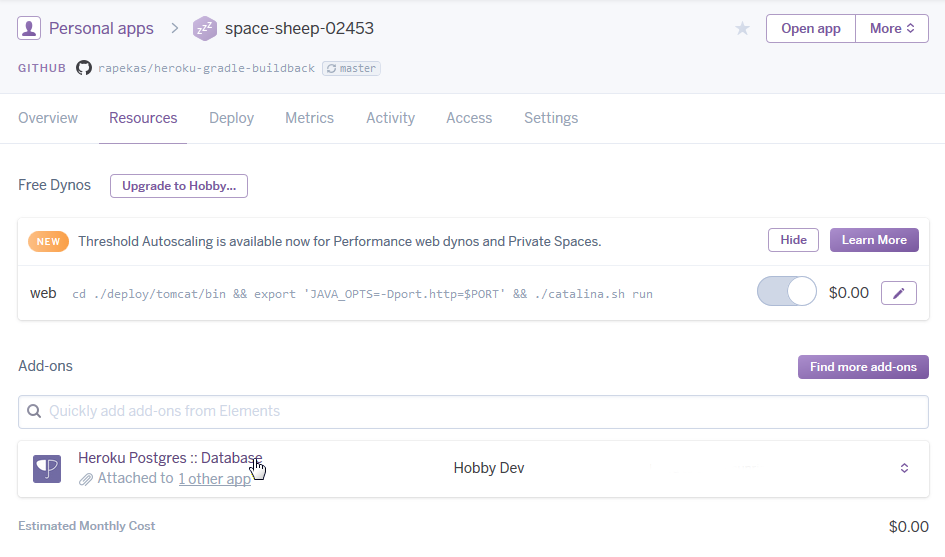 Personal apps > space-sheep-02453 Open app More
GITHUB rapekas/heroku-gradle-buildback master
Overview Resources Deploy Metrics Activity Access Settings
Free Dynos Upgrade to Hobby...
NEW Threshold Autoscaling is available now for Performance web dynos and Private Spaces. Hide Learn More
web cd ./deploy/tomcat/bin && export 'JAVA_OPTS=-Dport.http=$PORT' && ./catalina.sh run $0.00
Add-ons Find more add-ons
Quickly add add-ons from Elements
Heroku Postgres :: Database Hobby Dev
Attached to 1 other app
Estimated Monthly Cost $0.00